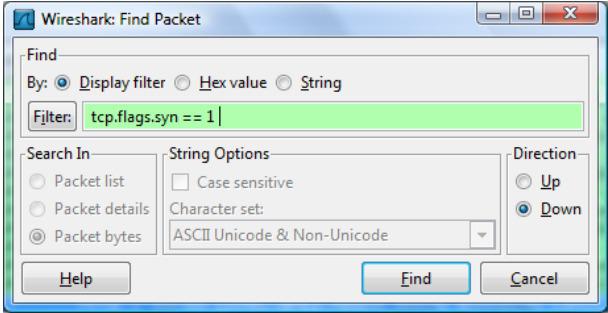 Wireshark: Find Packet
Find
By: Display filter Hex value String
Filter: tcp.flags.syn == 1
Search In
Packet list
Packet details
Packet bytes
String Options
Case sensitive
Character set:
ASCII Unicode & Non-Unicode
Direction
Up
Down
Help Find Cancel